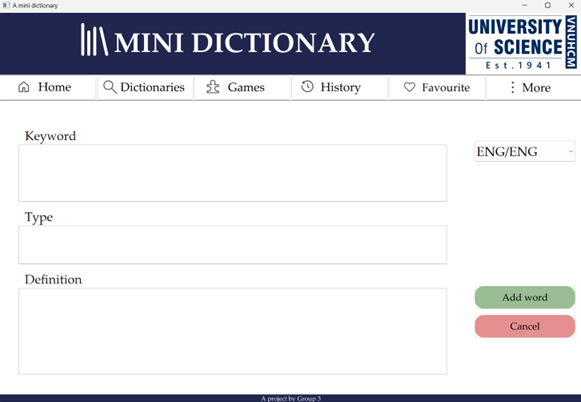 A mini dictionary
MINI DICTIONARY
UNIVERSITY
OF SCIENCE
Est.1941
VNUHCM
Home
Dictionaries
Games
History
Favourite
More
Keyword
ENG/ENG
Type
Definition
Add word
Cancel
A project by Group 3